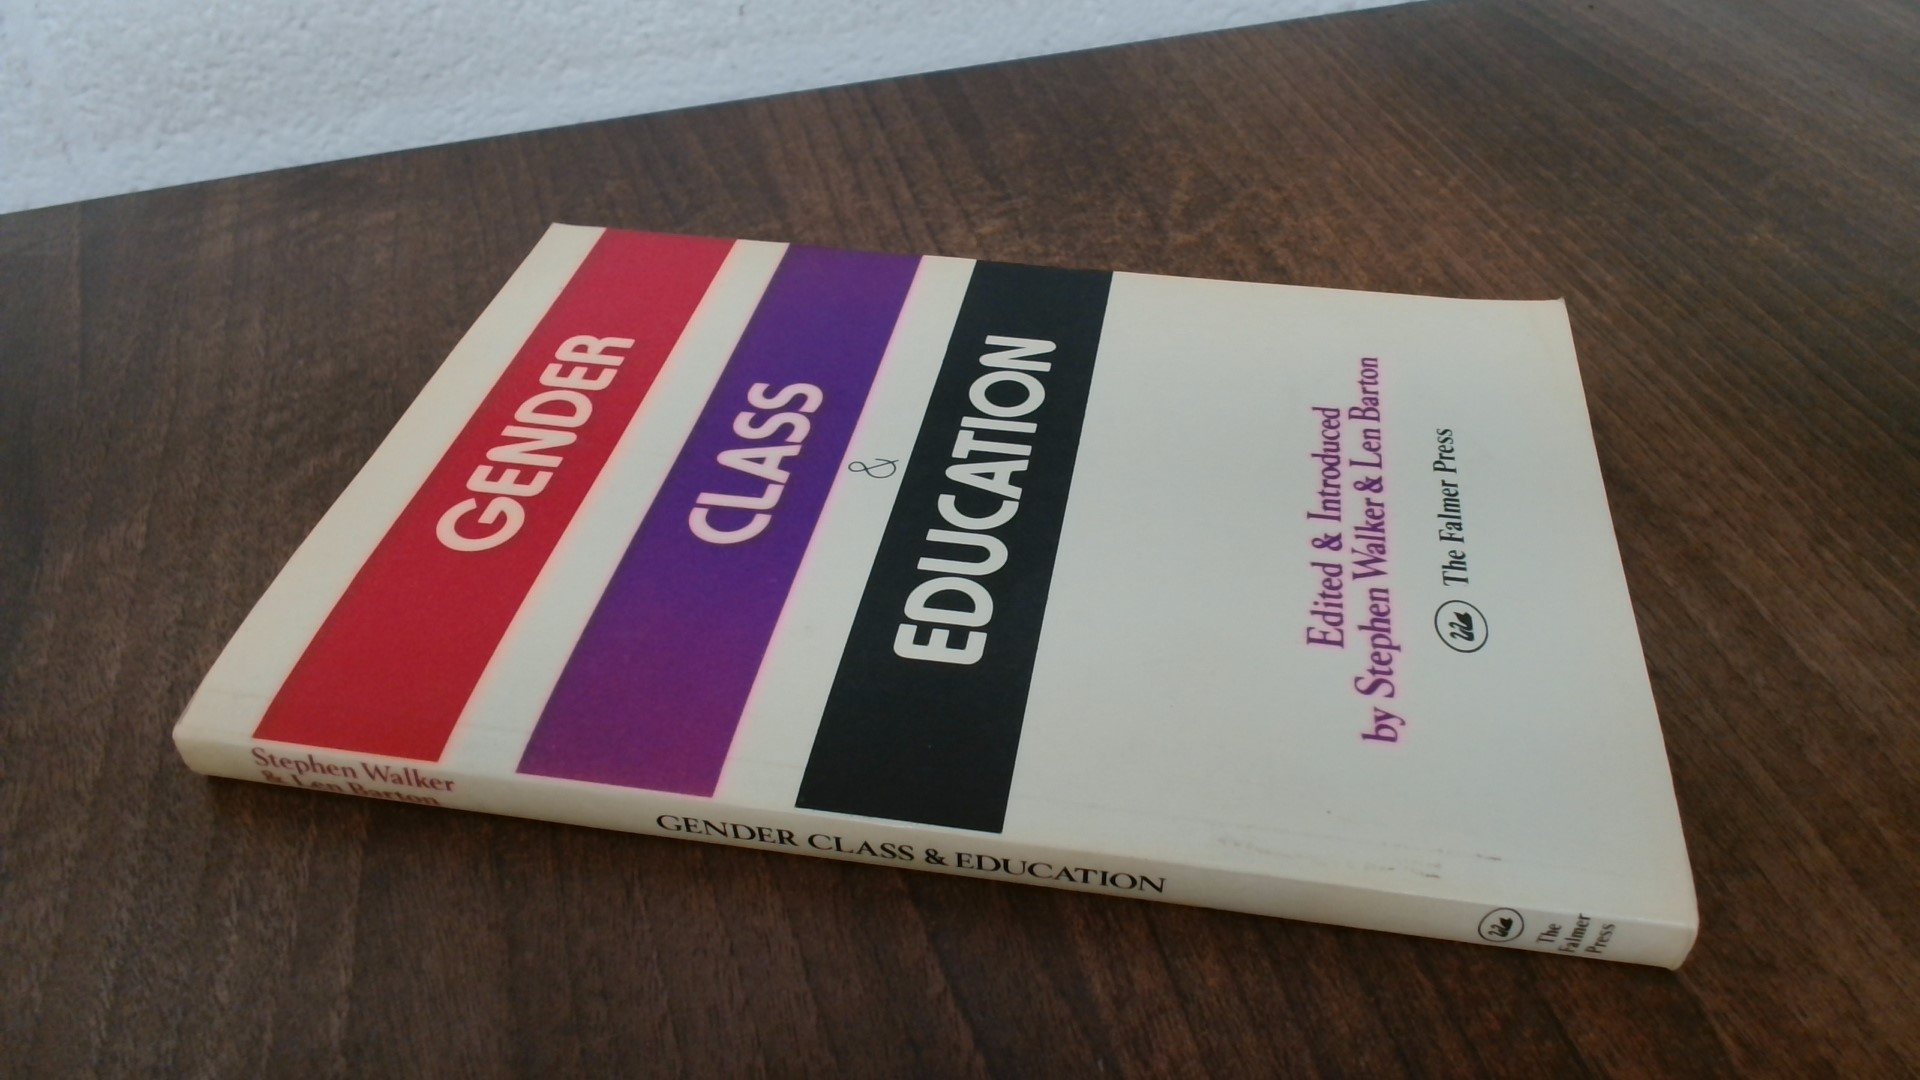 GENDER
CLASS
&
EDUCATION
Edited & Introduced
by Stephen Walker & Len Barton
The Falmer Press
Stephen Walker
& Len Barton
GENDER CLASS & EDUCATION
The
Falmer
Press